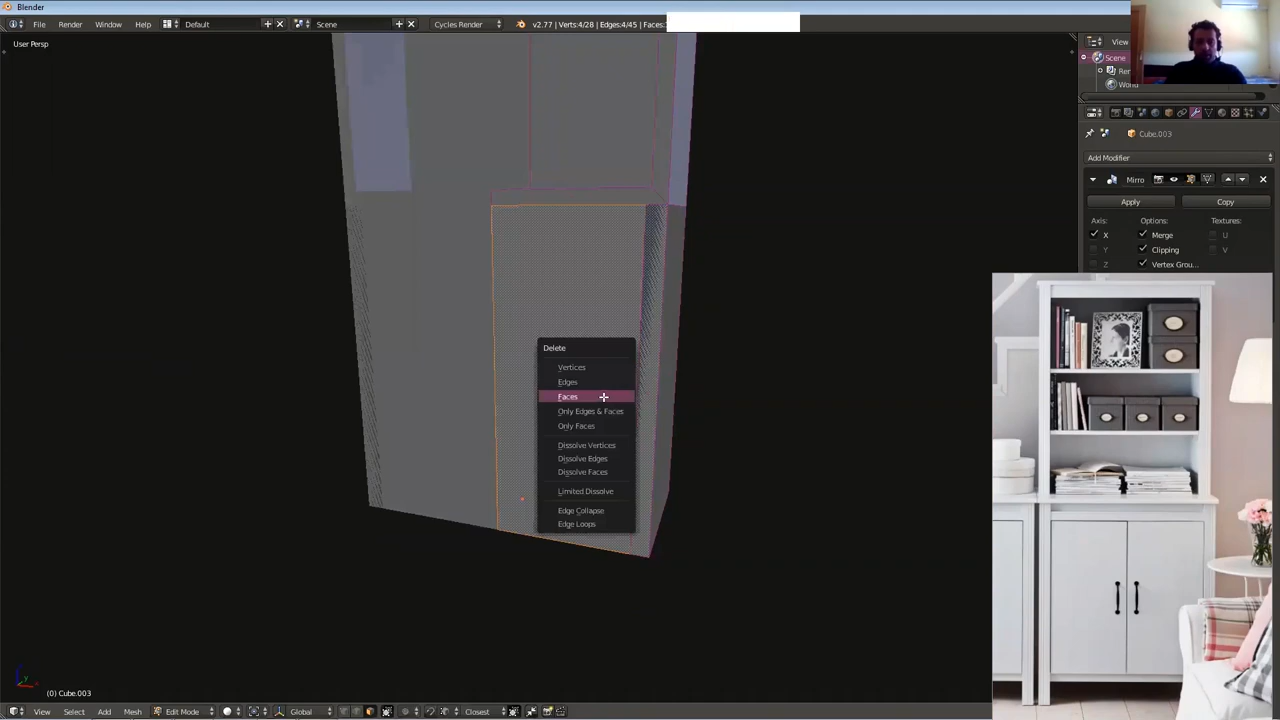 Blender
File Render Window Help Default Scene Cycles Render v2.77 | Verts:4/28 | Edges:4/45 | Faces:
User Persp
View
Scene
World
Cube.003
Add Modifier
Mirro
Apply Copy
Axis: Options: Textures:
X Merge U
Y Clipping V
Z Vertex Grou...
Delete
Vertices
Edges
Faces
Only Edges & Faces
Only Faces
Dissolve Vertices
Dissolve Edges
Dissolve Faces
Limited Dissolve
Edge Collapse
Edge Loops
(0) Cube.003
View Select Add Mesh Edit Mode Global Closest